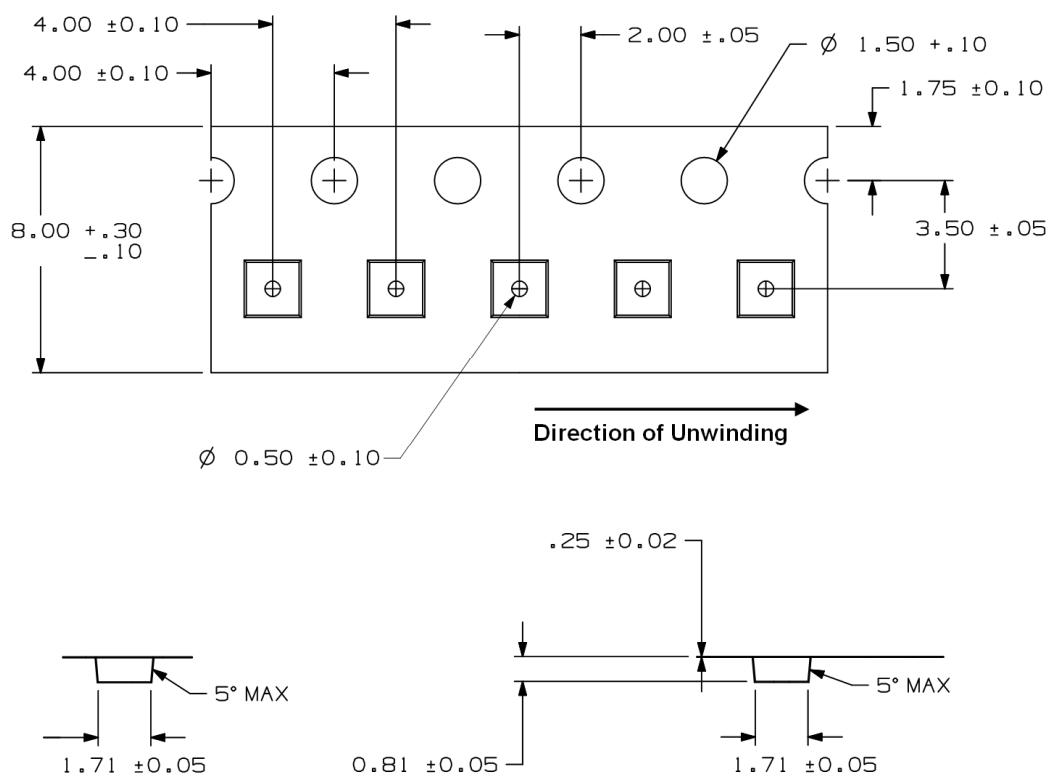 4.00 ±0.10
2.00 ±.05
Ø 1.50 +.10
4.00 ±0.10
1.75 ±0.10
8.00 +.30
-.10
3.50 ±.05
Direction of Unwinding
Ø 0.50 ±0.10
.25 ±0.02
5° MAX
5° MAX
1.71 ±0.05
0.81 ±0.05
1.71 ±0.05